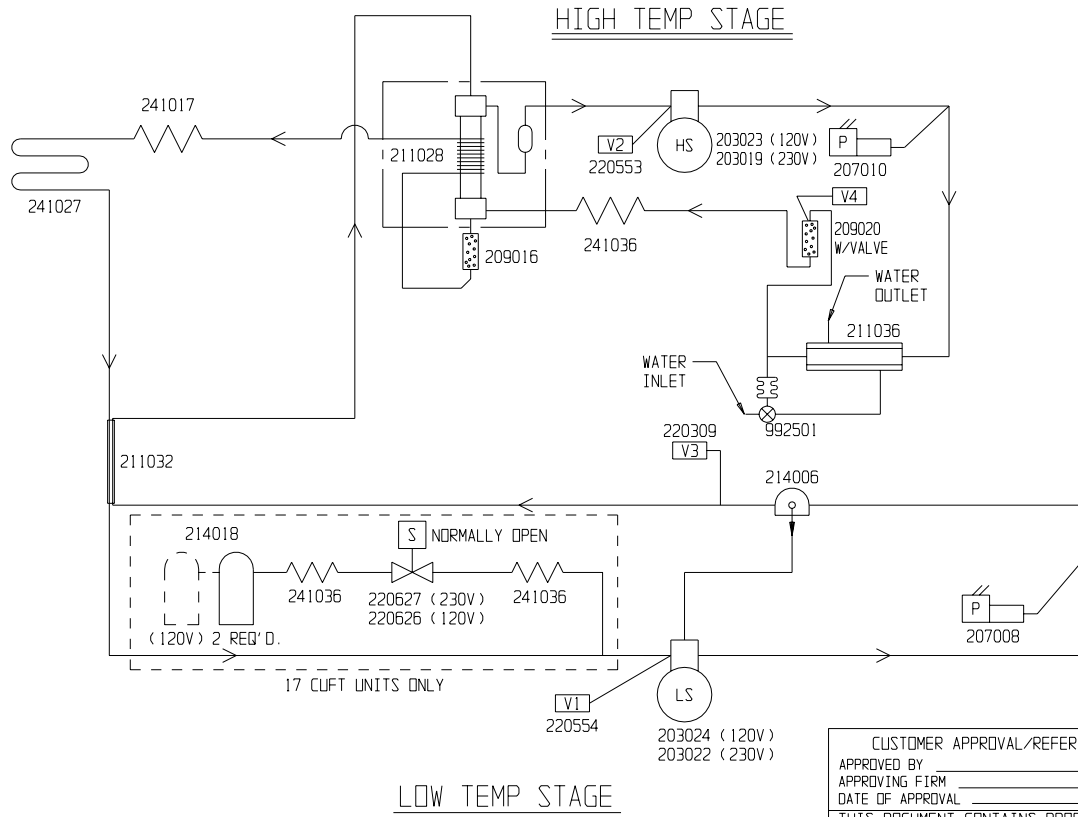 HIGH TEMP STAGE
241017
241027
211028
209016
V2
220553
HS
203023 (120V)
203019 (230V)
P
207010
241036
V4
209020
W/VALVE
WATER
OUTLET
211036
WATER
INLET
992501
220309
V3
214006
211032
214018
S
NORMALLY OPEN
241036
220627 (230V)
220626 (120V)
241036
(120V) 2 REQ'D.
17 CUFT UNITS ONLY
P
207008
V1
220554
LS
203024 (120V)
203022 (230V)
LOW TEMP STAGE
CUSTOMER APPROVAL/REFER
APPROVED BY
APPROVING FIRM
DATE OF APPROVAL
THIS DOCUMENT CONTAINS